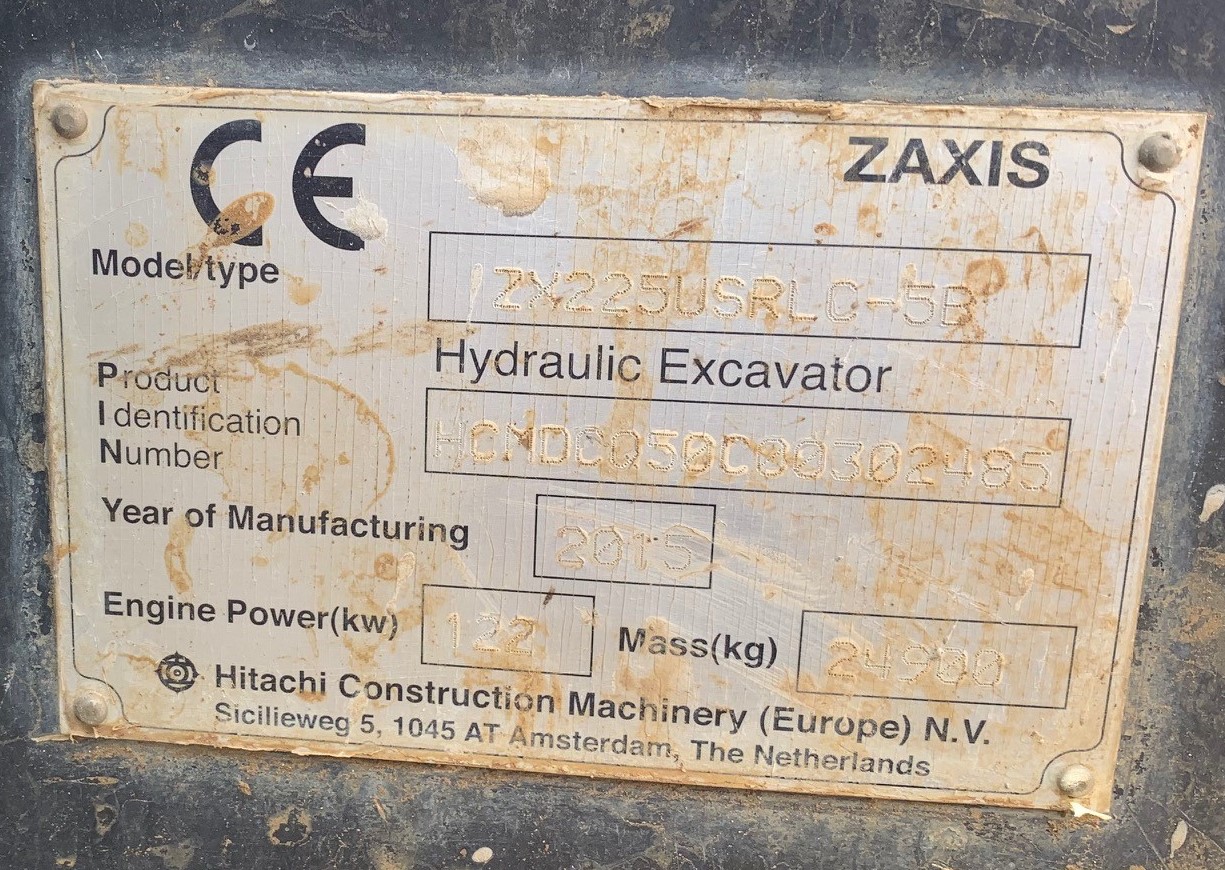 CE
ZAXIS
Model/type
ZX225USRLC-5B
Hydraulic Excavator
Product
Identification
Number
HCMDCQ50C00302485
Year of Manufacturing
2015
Engine Power(kw)
122
Mass(kg)
24900
Hitachi Construction Machinery (Europe) N.V.
Sicilieweg 5, 1045 AT Amsterdam, The Netherlands